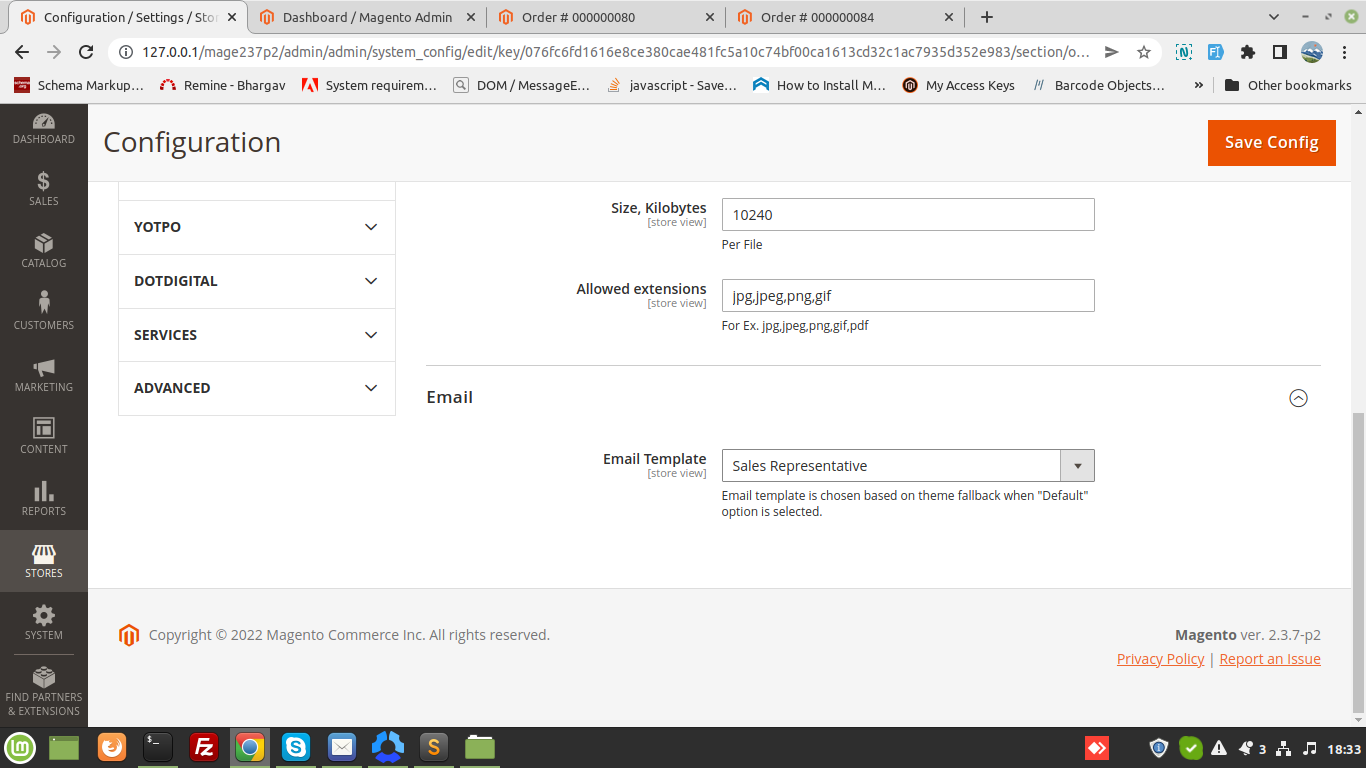 Configuration / Settings / Sto
Dashboard / Magento Admin
Order # 000000080
Order # 000000084
127.0.0.1/mage237p2/admin/admin/system_config/edit/key/076fc6fd1616e8ce380cae481fc5a10c74bf00ca1613cd32c1ac7935d352e983/section/o...
Schema Markup...
Remine - Bhargav
System requirem...
DOM / MessageE...
javascript - Save...
How to Install M...
My Access Keys
Barcode Objects...
»
Other bookmarks
Configuration
Save Config
DASHBOARD
SALES
CATALOG
CUSTOMERS
MARKETING
CONTENT
REPORTS
STORES
SYSTEM
FIND PARTNERS
& EXTENSIONS
YOTPO
DOTDIGITAL
SERVICES
ADVANCED
Size, Kilobytes
[store view]
10240
Per File
Allowed extensions
[store view]
jpg,jpeg,png,gif
For Ex. jpg,jpeg,png,gif,pdf
Email
Email Template
[store view]
Sales Representative
Email template is chosen based on theme fallback when "Default"
option is selected.
Copyright © 2022 Magento Commerce Inc. All rights reserved.
Magento ver. 2.3.7-p2
Privacy Policy | Report an Issue
3
18:33